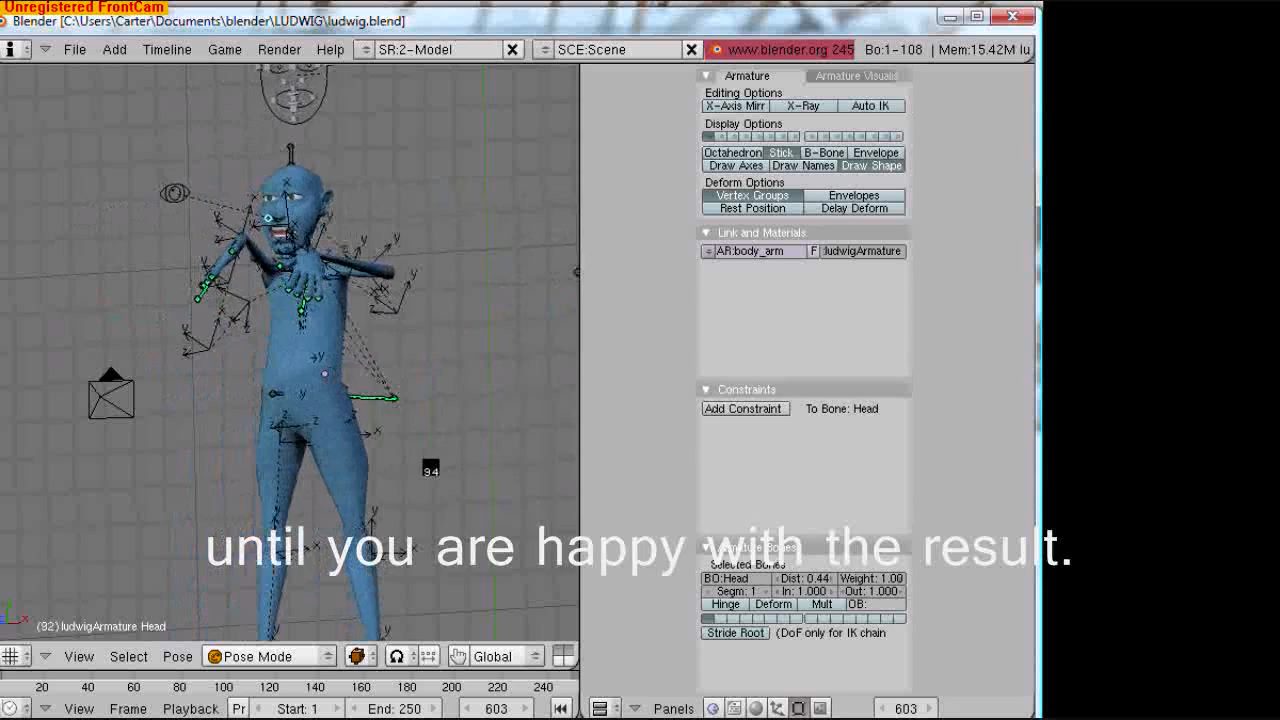 Unregistered FrontCam
Blender [C:\Users\Carter\Documents\blender\LUDWIG\ludwig.blend]
File Add Timeline Game Render Help SR:2-Model SCE:Scene www.blender.org 245 Bo:1-108 | Mem:15.42M lu
Armature Armature Visualis
Editing Options
X-Axis Mirr X-Ray Auto IK
Display Options
Octahedron Stick B-Bone Envelope
Draw Axes Draw Names Draw Shape
Deform Options
Vertex Groups Envelopes
Rest Position Delay Deform
Link and Materials
AR:body_arm F :ludwigArmature
Constraints
Add Constraint To Bone: Head
94
until you are happy with the result.
Armature Bones
Selected Bones
BO:Head Dist: 0.44 Weight: 1.00
Segm: 1 In: 1.000 Out: 1.000
Hinge Deform Mult OB:
Stride Root (DoF only for IK chain
(92) ludwigArmature Head
View Select Pose Pose Mode Global
20 40 60 80 100 120 140 160 180 200 220 240
View Frame Playback Pr Start: 1 End: 250 603
Panels 603